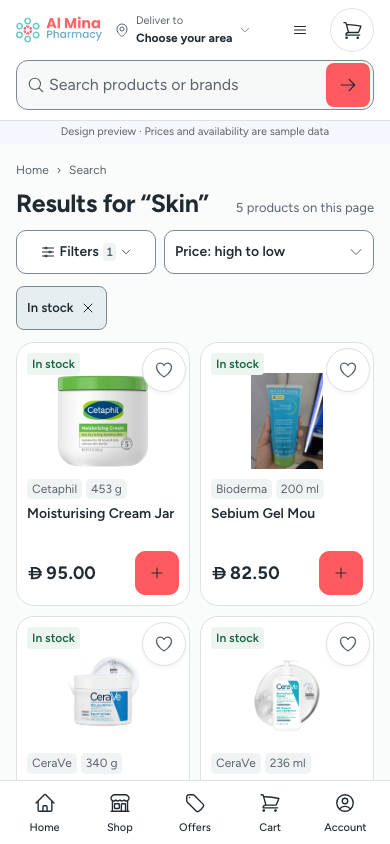 Al Mina
Pharmacy
Deliver to
Choose your area
Search products or brands
Design preview · Prices and availability are sample data
Home › Search
Results for “Skin”
5 products on this page
Filters 1
Price: high to low
In stock
In stock
Cetaphil
Moisturizing Cream
Cetaphil 453 g
Moisturising Cream Jar
95.00
In stock
BIODERMA
Bioderma 200 ml
Sebium Gel Mou
82.50
In stock
CeraVe
CeraVe 340 g
In stock
CeraVe
CeraVe 236 ml
Home
Shop
Offers
Cart
Account